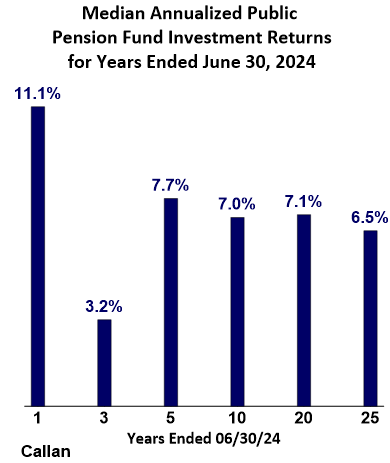 Median Annualized Public
Pension Fund Investment Returns
for Years Ended June 30, 2024
11.1%
3.2%
7.7%
7.0%
7.1%
6.5%
1 3 5 10 20 25
Years Ended 06/30/24
Callan